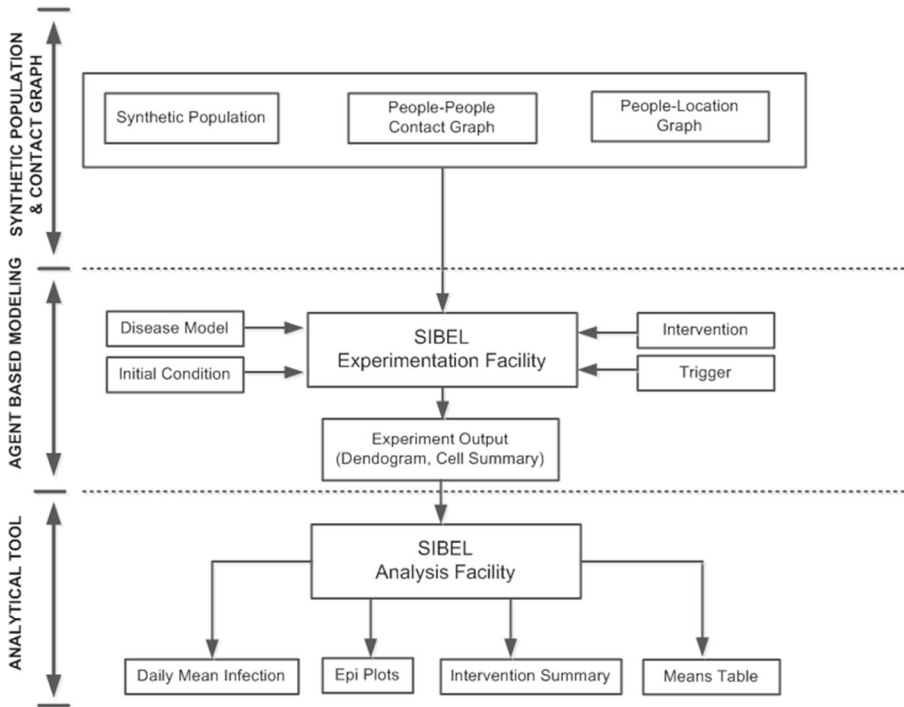 SYNTHETIC POPULATION
& CONTACT GRAPH
Synthetic Population
People-People
Contact Graph
People-Location
Graph
AGENT BASED MODELING
Disease Model
Initial Condition
SIBEL
Experimentation Facility
Intervention
Trigger
Experiment Output
(Dendogram, Cell Summary)
ANALYTICAL TOOL
SIBEL
Analysis Facility
Daily Mean Infection
Epi Plots
Intervention Summary
Means Table